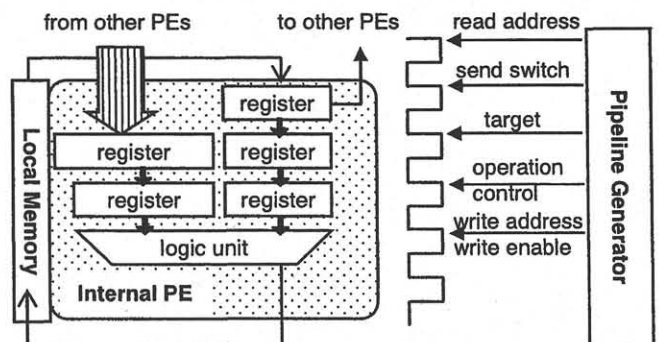 from other PEs
to other PEs
read address
send switch
target
operation
control
write address
write enable
Pipeline Generator
Local Memory
register
register
register
register
register
logic unit
Internal PE